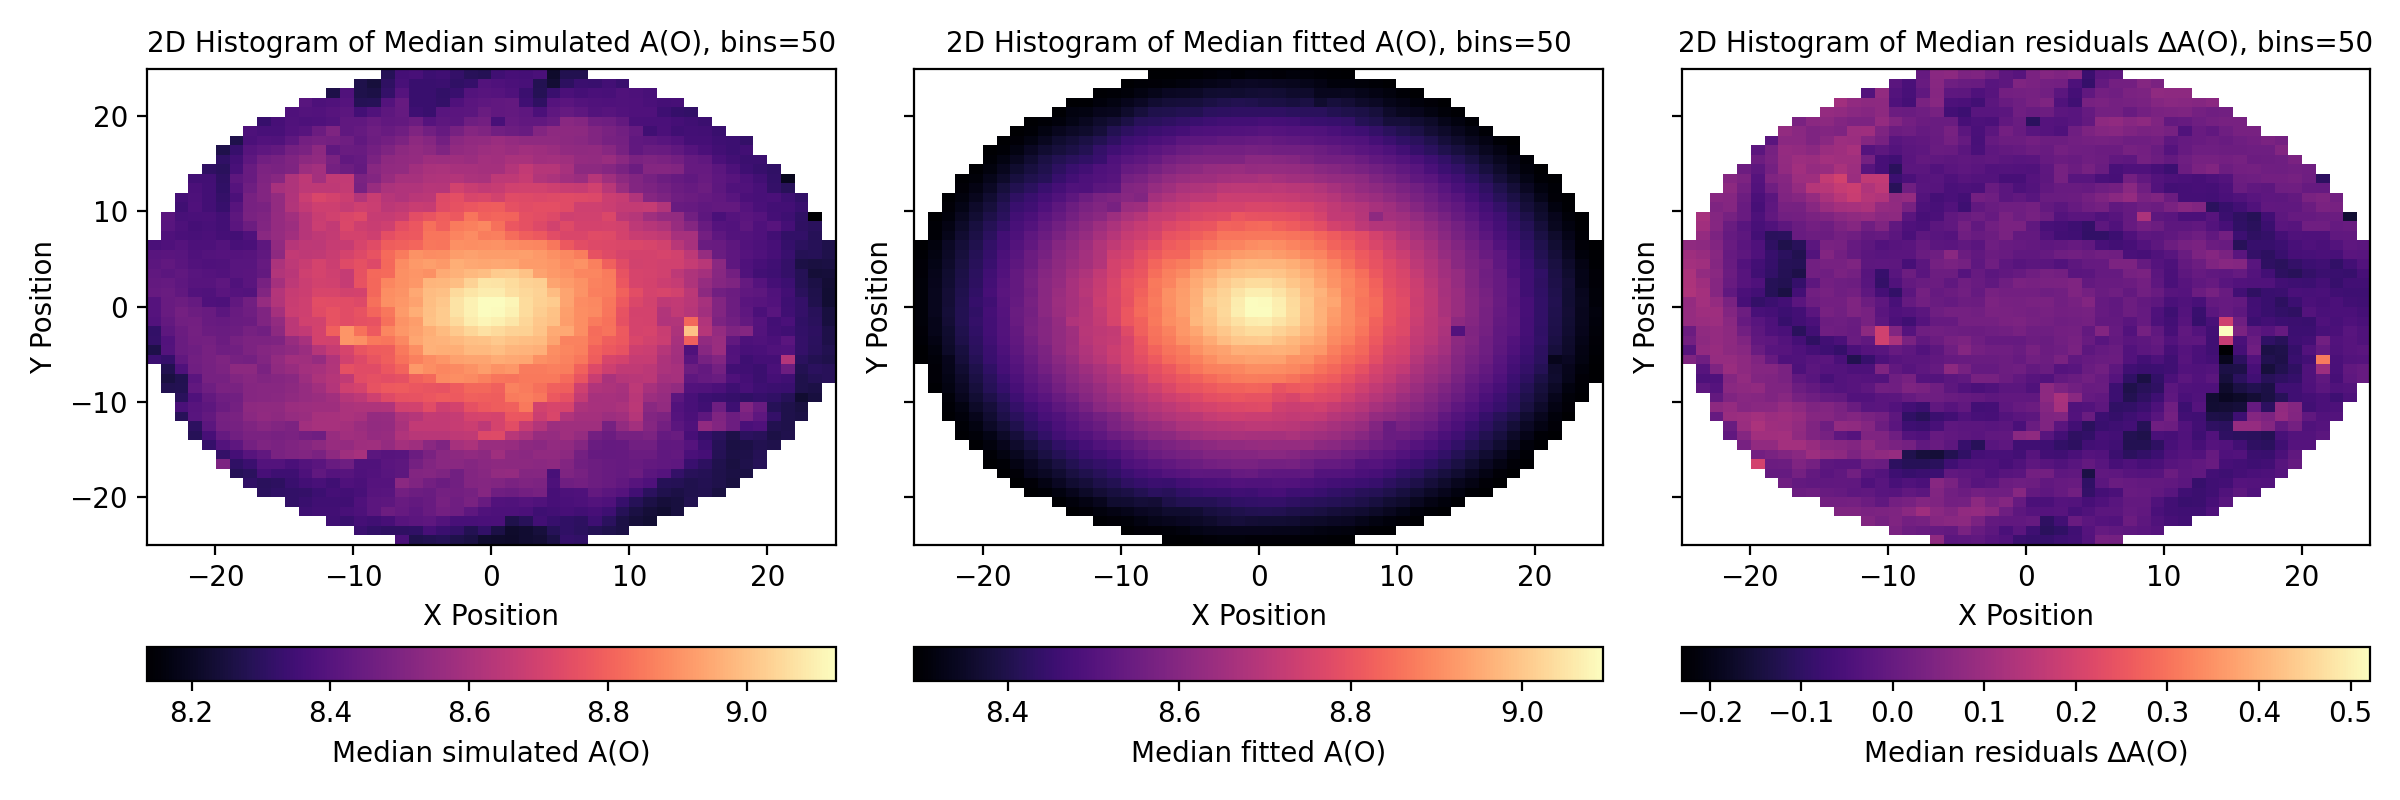 2D Histogram of Median simulated A(O), bins=50
2D Histogram of Median fitted A(O), bins=50
2D Histogram of Median residuals ΔA(O), bins=50
Y Position
20
10
0
−10
−20
−20 −10 0 10 20
X Position
8.2 8.4 8.6 8.8 9.0
Median simulated A(O)
Y Position
−20 −10 0 10 20
X Position
8.4 8.6 8.8 9.0
Median fitted A(O)
Y Position
−20 −10 0 10 20
X Position
−0.2 −0.1 0.0 0.1 0.2 0.3 0.4 0.5
Median residuals ΔA(O)